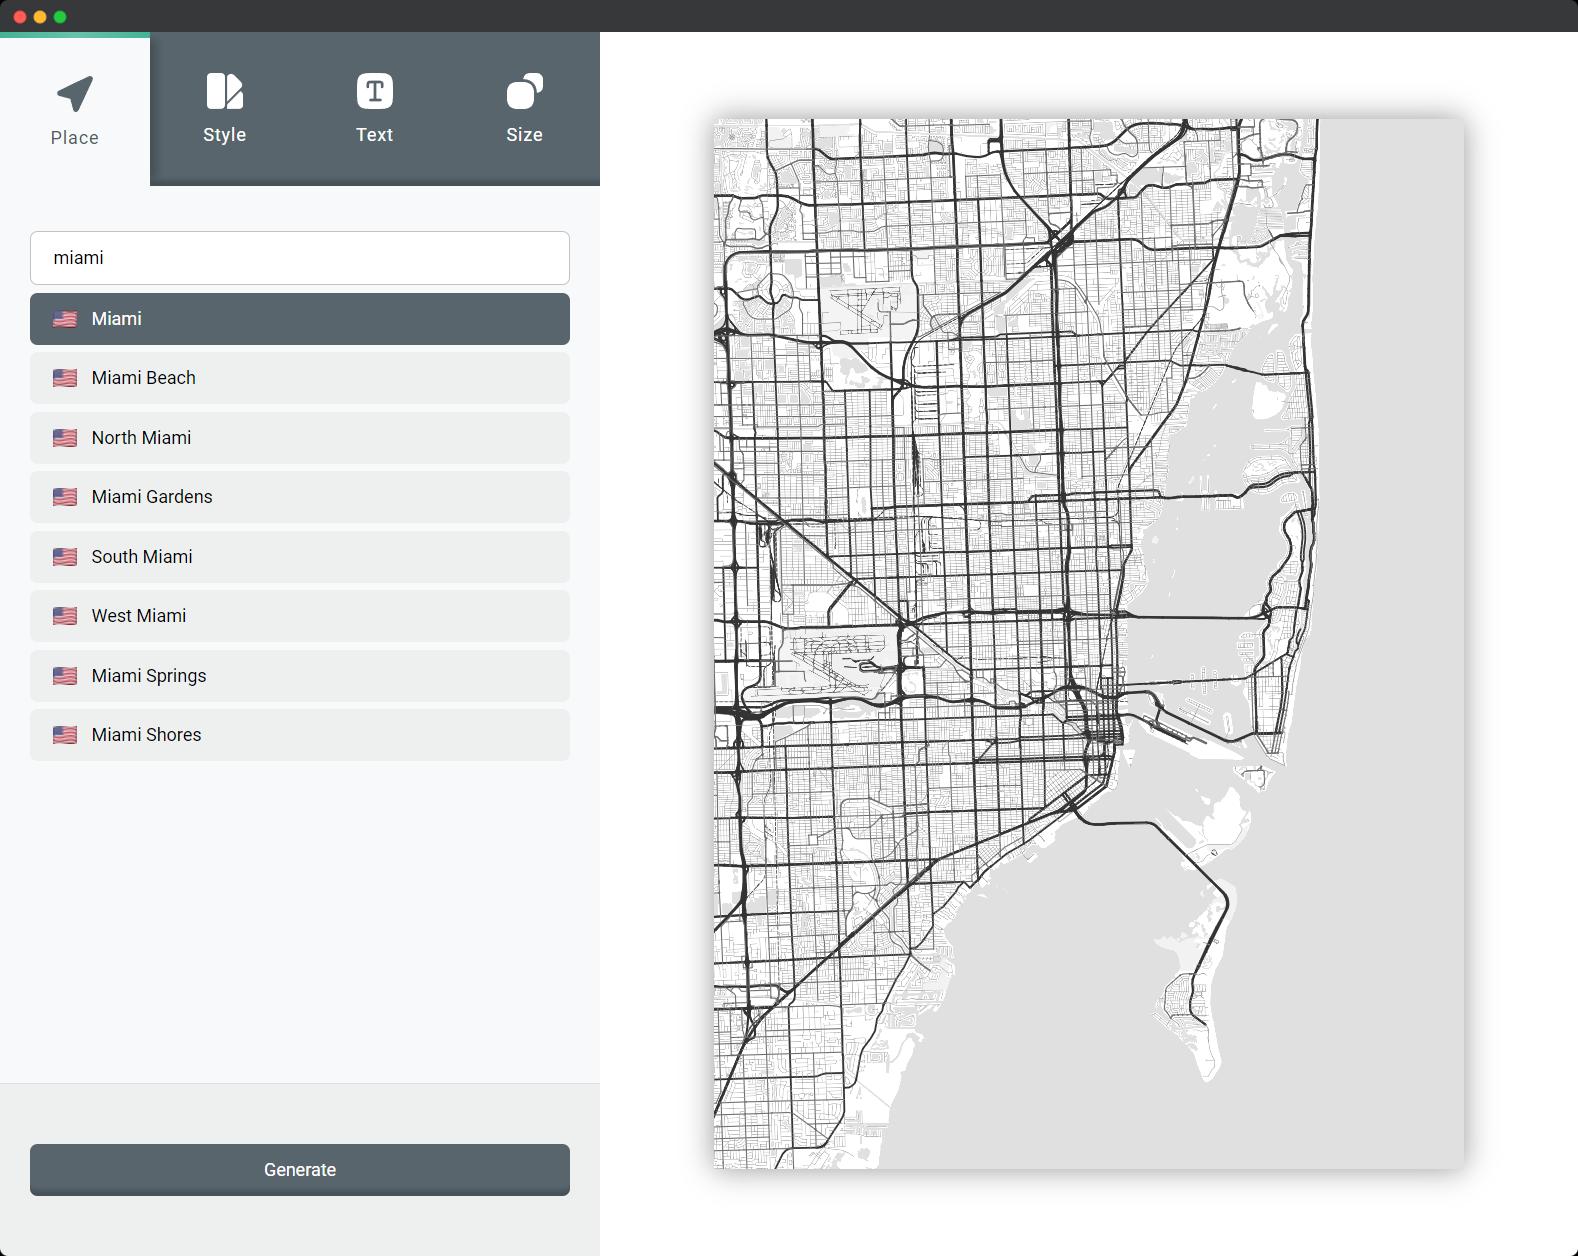 Place
Style
Text
Size
miami
Miami
Miami Beach
North Miami
Miami Gardens
South Miami
West Miami
Miami Springs
Miami Shores
Generate